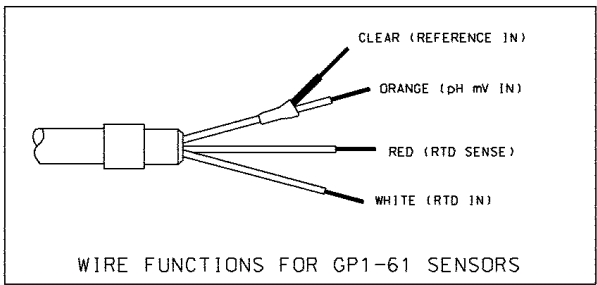 CLEAR (REFERENCE IN)
ORANGE (pH mV IN)
RED (RTD SENSE)
WHITE (RTD IN)
WIRE FUNCTIONS FOR GP1-61 SENSORS